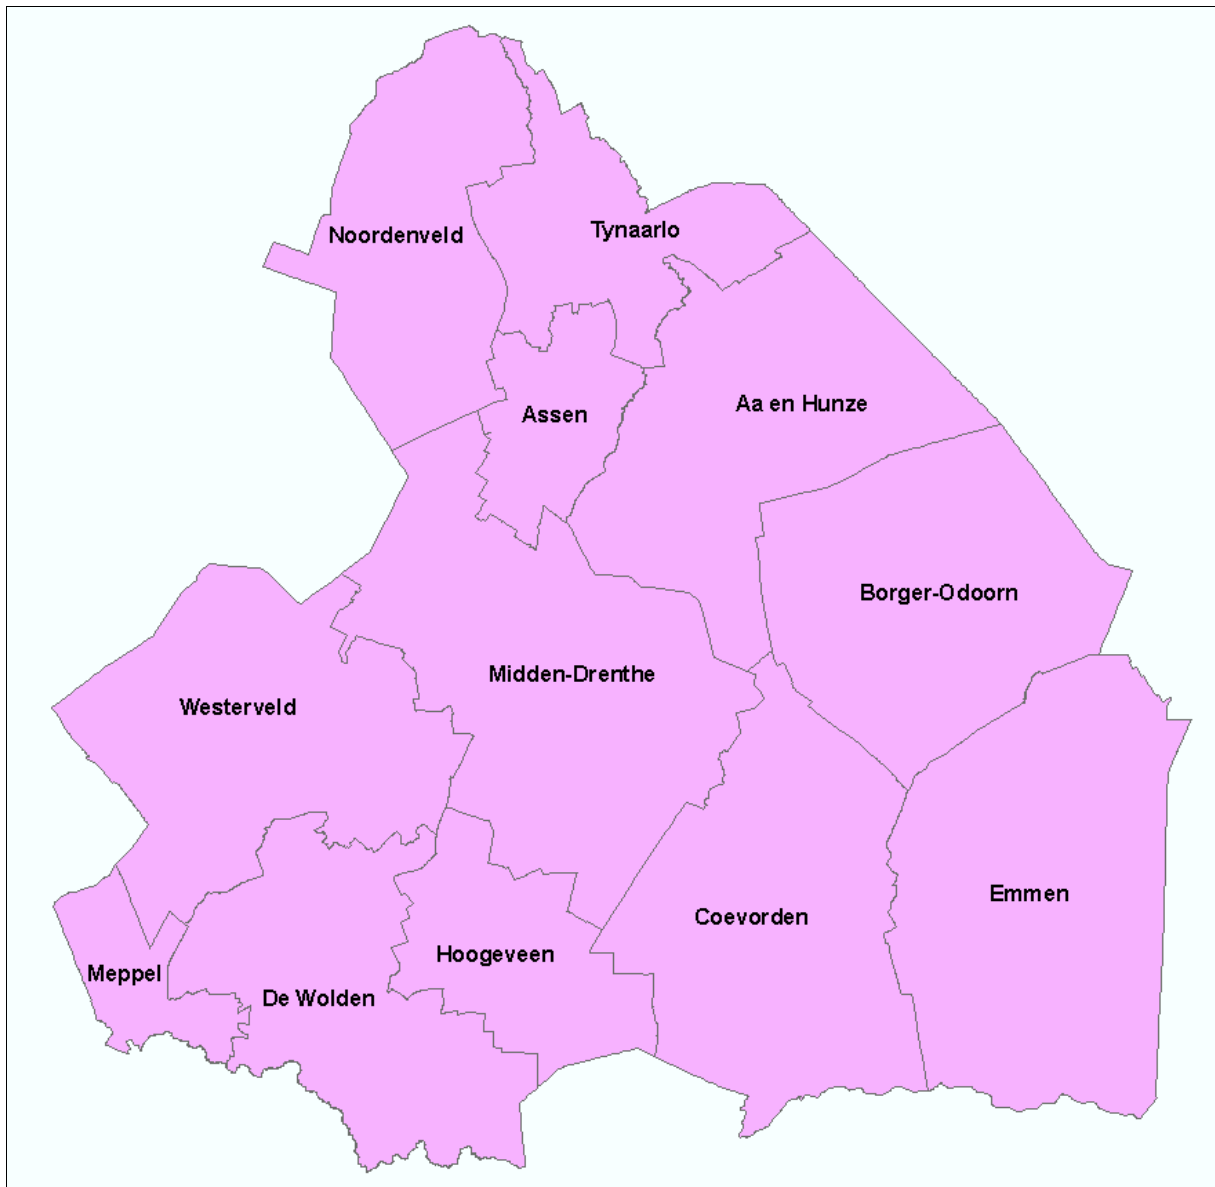 Noordenveld
Tynaarlo
Aa en Hunze
Assen
Borger-Odoorn
Midden-Drenthe
Westerveld
Emmen
Coevorden
Hoogeveen
Meppel
De Wolden